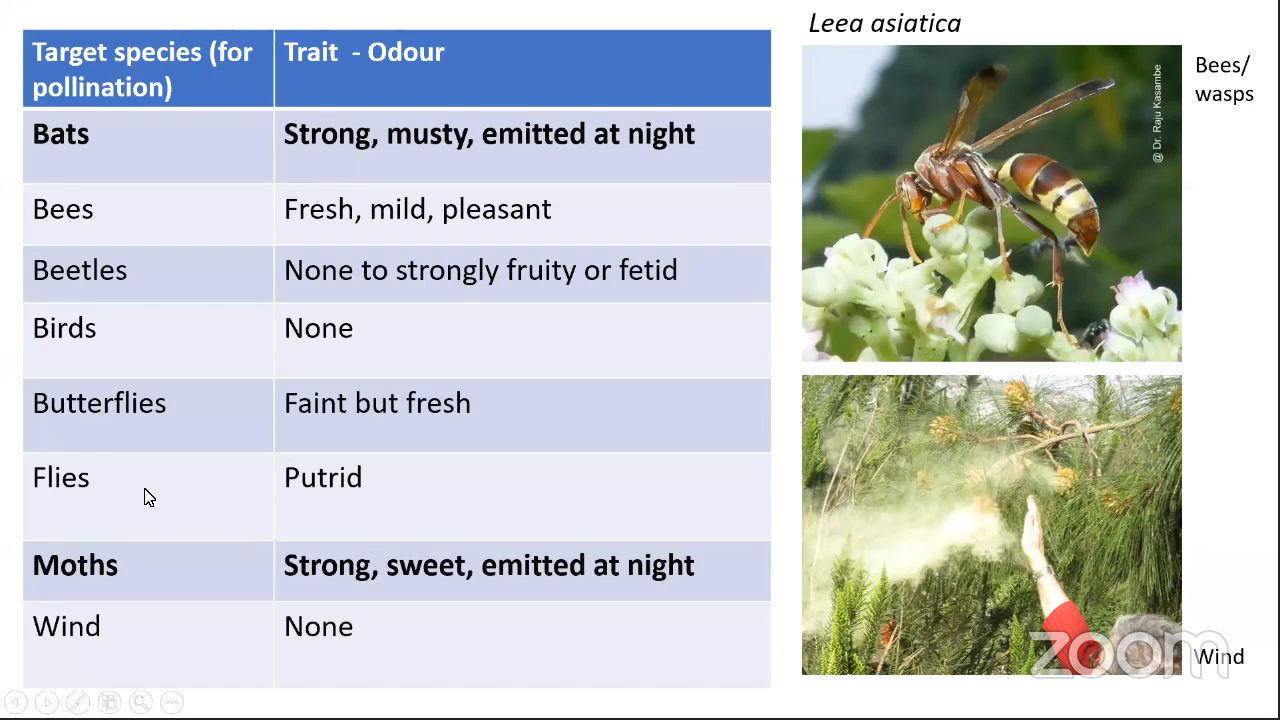 Target species (for
pollination)
Trait - Odour
Bats
Strong, musty, emitted at night
Bees
Fresh, mild, pleasant
Beetles
None to strongly fruity or fetid
Birds
None
Butterflies
Faint but fresh
Flies
Putrid
Moths
Strong, sweet, emitted at night
Wind
None
Leea asiatica
@ Dr. Raju Kasambe
Bees/
wasps
zoom
Wind